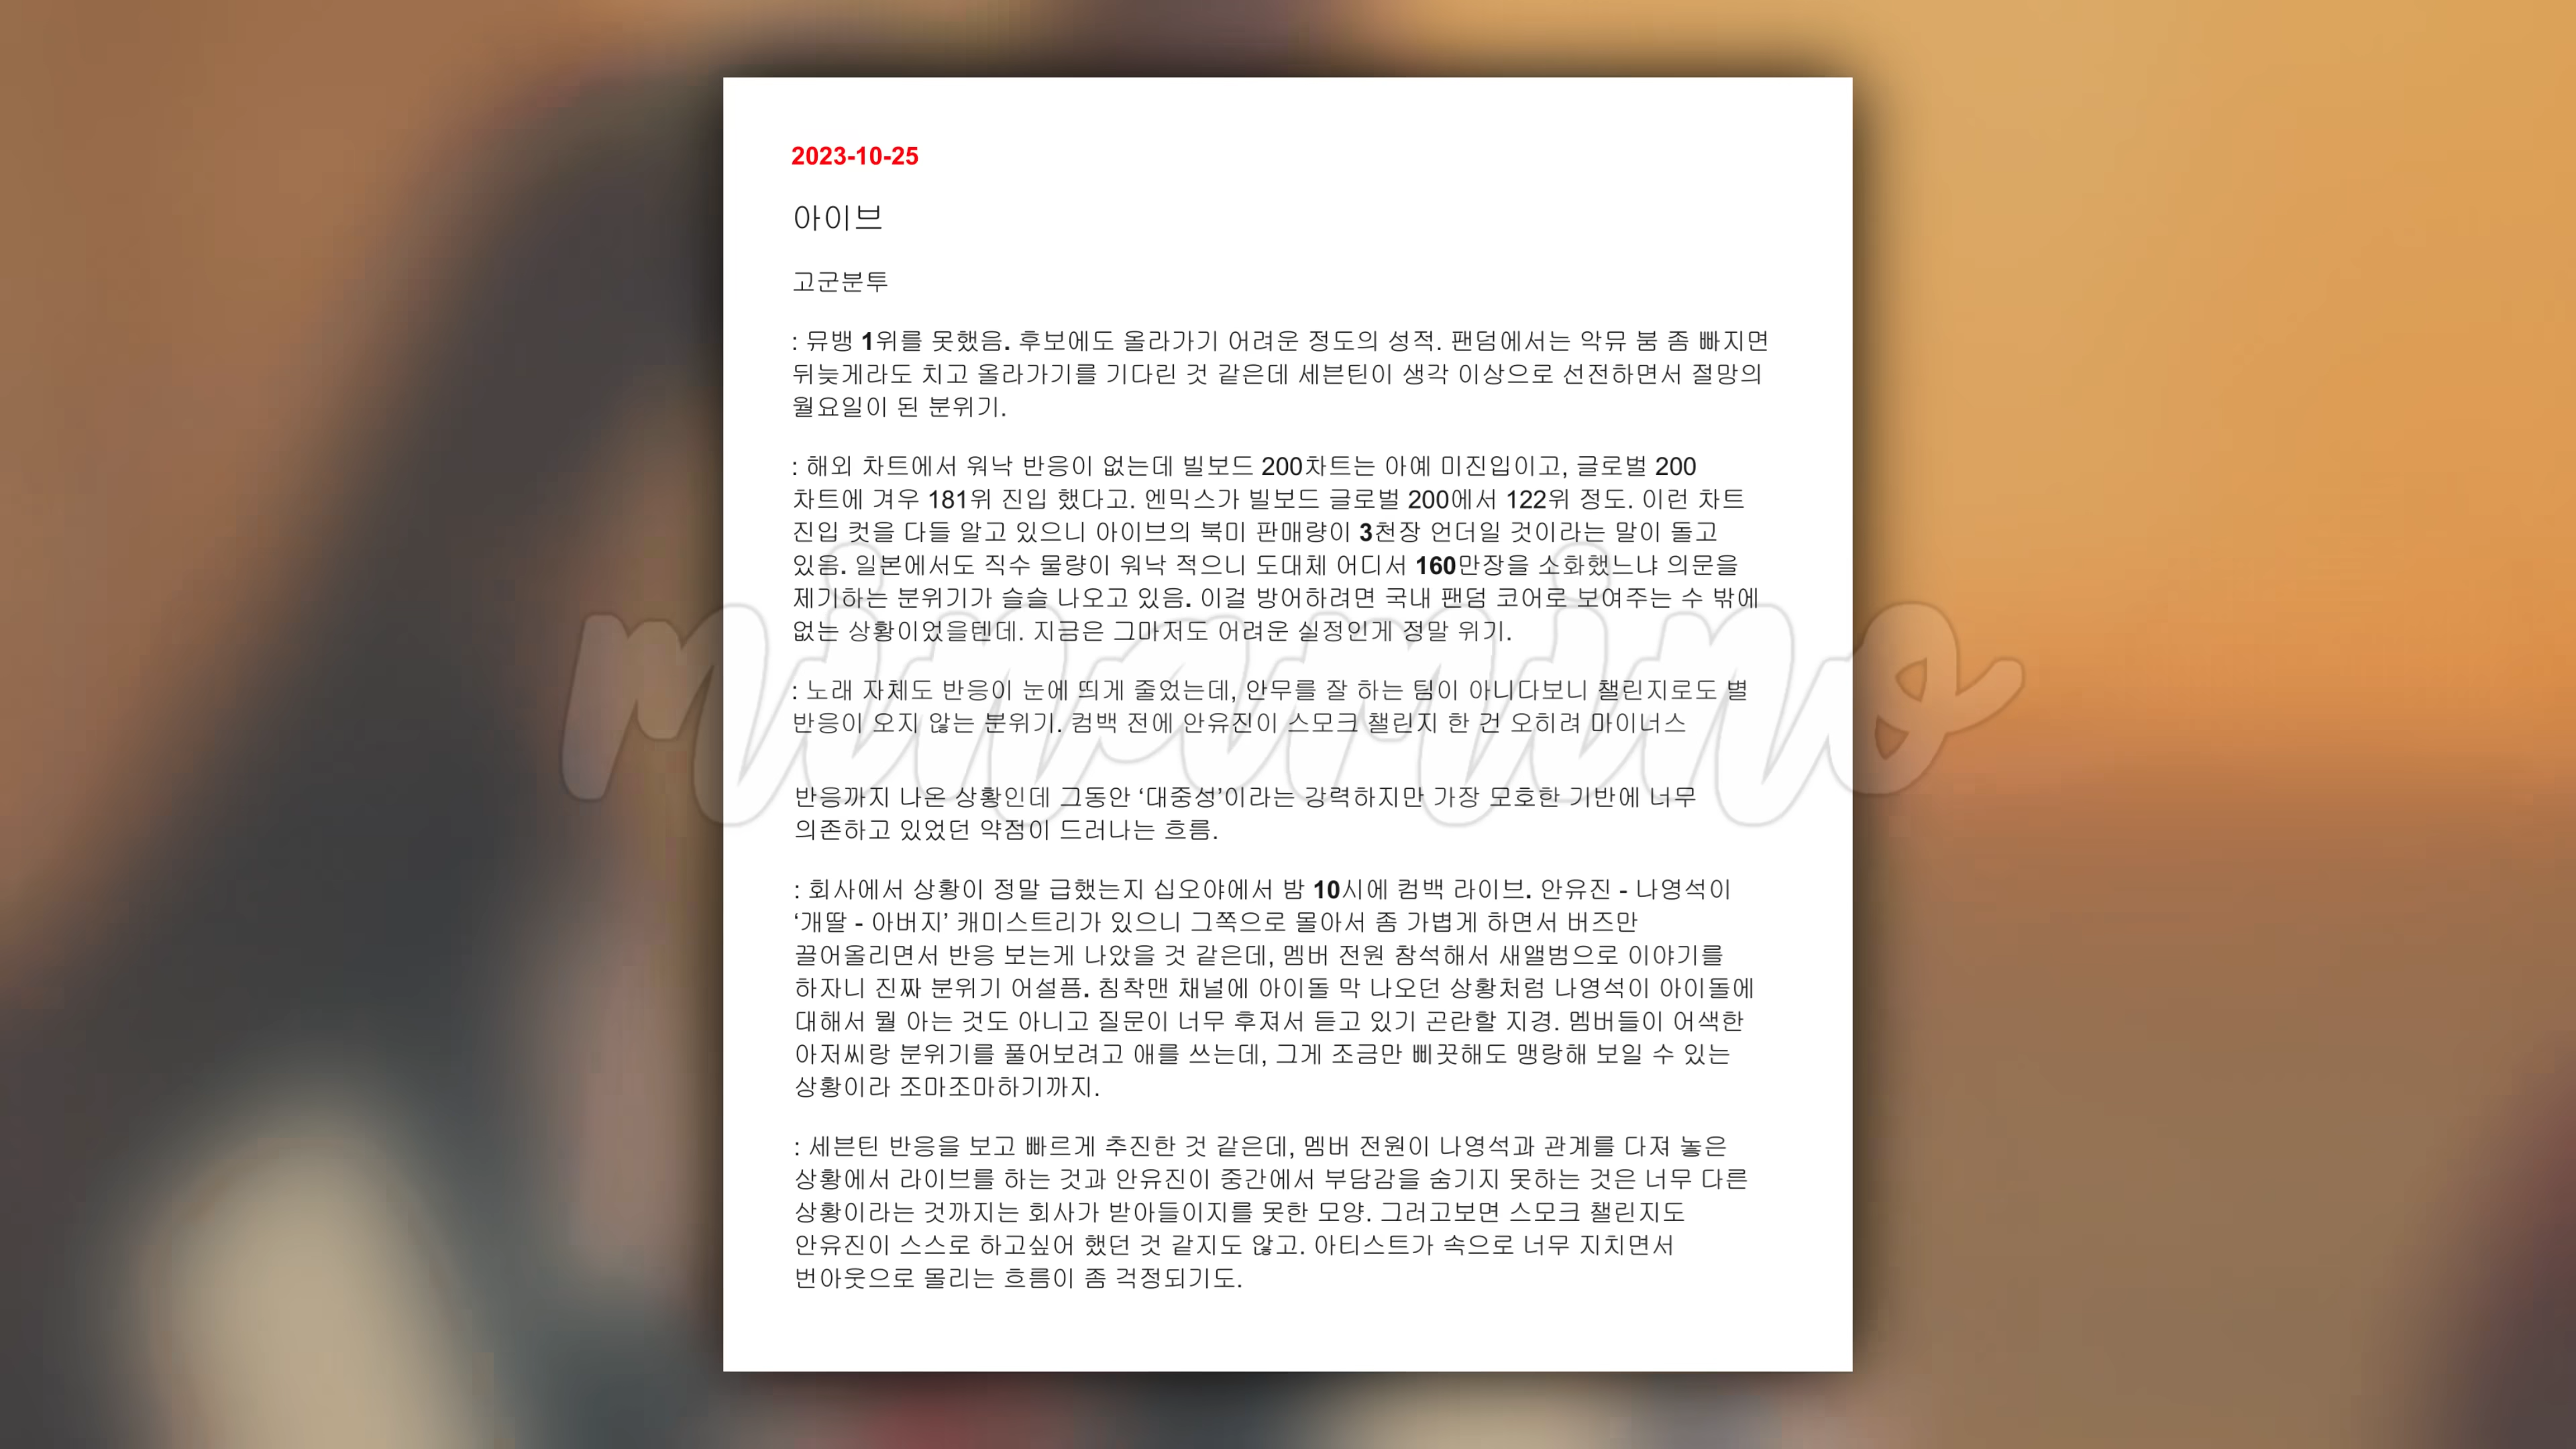 2023-10-25
아이브
고군분투
: 뮤뱅 1위를 못했음. 후보에도 올라가기 어려운 정도의 성적. 팬덤에서는 악뮤 붐 좀 빠지면
뒤늦게라도 치고 올라가기를 기다린 것 같은데 세븐틴이 생각 이상으로 선전하면서 절망의
월요일이 된 분위기.
: 해외 차트에서 워낙 반응이 없는데 빌보드 200차트는 아예 미진입이고, 글로벌 200
차트에 겨우 181위 진입 했다고. 엔믹스가 빌보드 글로벌 200에서 122위 정도. 이런 차트
진입 컷을 다들 알고 있으니 아이브의 북미 판매량이 3천장 언더일 것이라는 말이 돌고
있음. 일본에서도 직수 물량이 워낙 적으니 도대체 어디서 160만장을 소화했느냐 의문을
제기하는 분위기가 슬슬 나오고 있음. 이걸 방어하려면 국내 팬덤 코어로 보여주는 수 밖에
없는 상황이었을텐데. 지금은 그마저도 어려운 실정인게 정말 위기.
: 노래 자체도 반응이 눈에 띄게 줄었는데, 안무를 잘 하는 팀이 아니다보니 챌린지로도 별
반응이 오지 않는 분위기. 컴백 전에 안유진이 스모크 챌린지 한 건 오히려 마이너스
minamino
반응까지 나온 상황인데 그동안 ‘대중성’이라는 강력하지만 가장 모호한 기반에 너무
의존하고 있었던 약점이 드러나는 흐름.
: 회사에서 상황이 정말 급했는지 십오야에서 밤 10시에 컴백 라이브. 안유진 - 나영석이
‘개딸 - 아버지’ 캐미스트리가 있으니 그쪽으로 몰아서 좀 가볍게 하면서 버즈만
끌어올리면서 반응 보는게 나았을 것 같은데, 멤버 전원 참석해서 새앨범으로 이야기를
하자니 진짜 분위기 어설픔. 침착맨 채널에 아이돌 막 나오던 상황처럼 나영석이 아이돌에
대해서 뭘 아는 것도 아니고 질문이 너무 후져서 듣고 있기 곤란할 지경. 멤버들이 어색한
아저씨랑 분위기를 풀어보려고 애를 쓰는데, 그게 조금만 삐끗해도 맹랑해 보일 수 있는
상황이라 조마조마하기까지.
: 세븐틴 반응을 보고 빠르게 추진한 것 같은데, 멤버 전원이 나영석과 관계를 다져 놓은
상황에서 라이브를 하는 것과 안유진이 중간에서 부담감을 숨기지 못하는 것은 너무 다른
상황이라는 것까지는 회사가 받아들이지를 못한 모양. 그러고보면 스모크 챌린지도
안유진이 스스로 하고싶어 했던 것 같지도 않고. 아티스트가 속으로 너무 지치면서
번아웃으로 몰리는 흐름이 좀 걱정되기도.